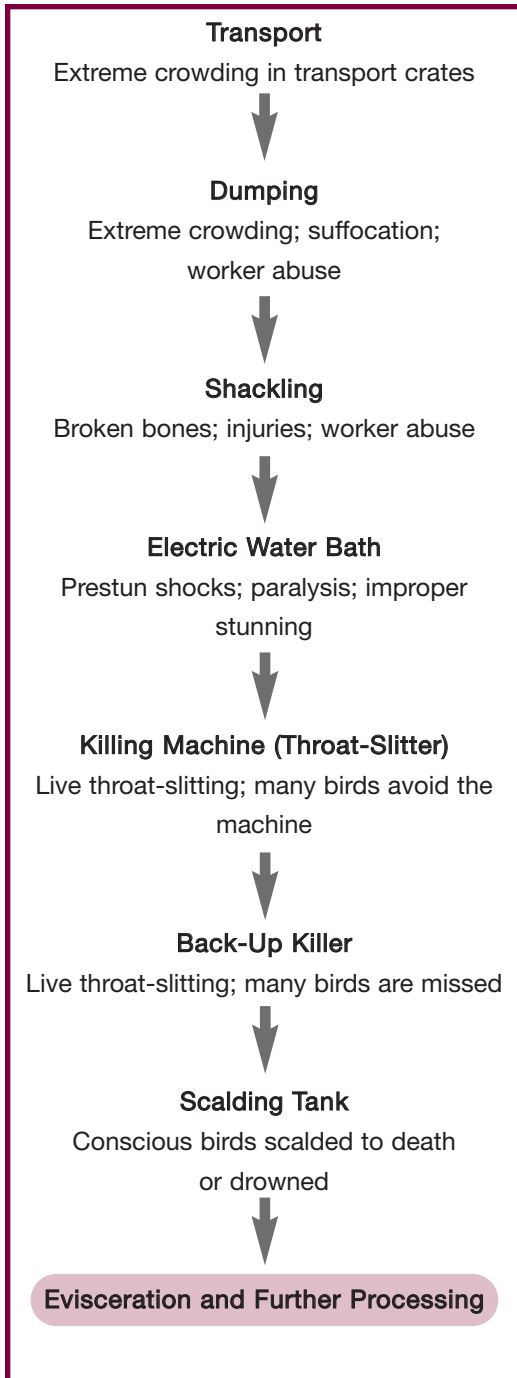 Transport
Extreme crowding in transport crates
Dumping
Extreme crowding; suffocation;
worker abuse
Shackling
Broken bones; injuries; worker abuse
Electric Water Bath
Prestun shocks; paralysis; improper
stunning
Killing Machine (Throat-Slitter)
Live throat-slitting; many birds avoid the
machine
Back-Up Killer
Live throat-slitting; many birds are missed
Scalding Tank
Conscious birds scalded to death
or drowned
Evisceration and Further Processing